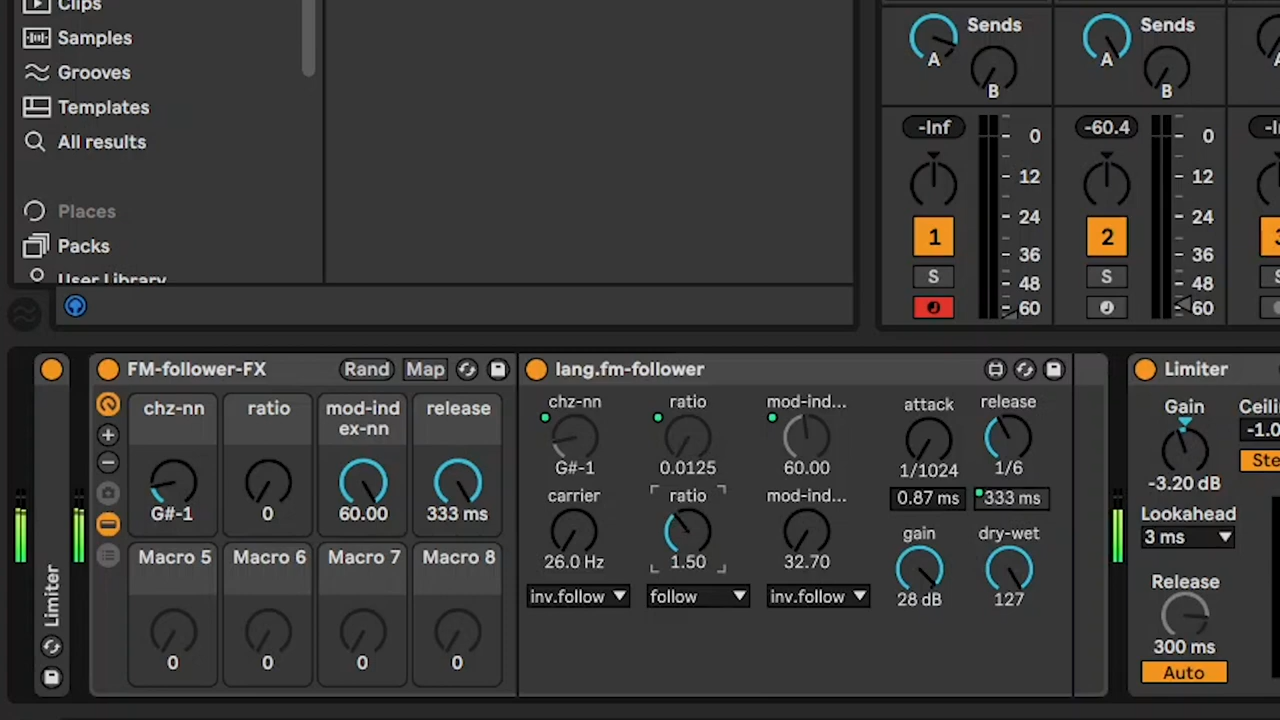 Clips
Samples
Grooves
Templates
All results
Places
Packs
User Library
Sends
A
B
-Inf
0
12
24
36
48
60
1
S
Sends
A
B
-60.4
0
12
24
36
48
60
2
S
Limiter
FM-follower-FX
Rand
Map
chz-nn
ratio
mod-ind
ex-nn
release
G#-1
0
60.00
333 ms
Macro 5
Macro 6
Macro 7
Macro 8
0
0
0
0
lang.fm-follower
chz-nn
ratio
mod-ind...
attack
release
G#-1
0.0125
60.00
1/1024
1/6
0.87 ms
333 ms
carrier
ratio
mod-ind...
gain
dry-wet
26.0 Hz
1.50
32.70
28 dB
127
inv.follow
follow
inv.follow
Limiter
Gain
-3.20 dB
Lookahead
3 ms
Release
300 ms
Auto
-1.0